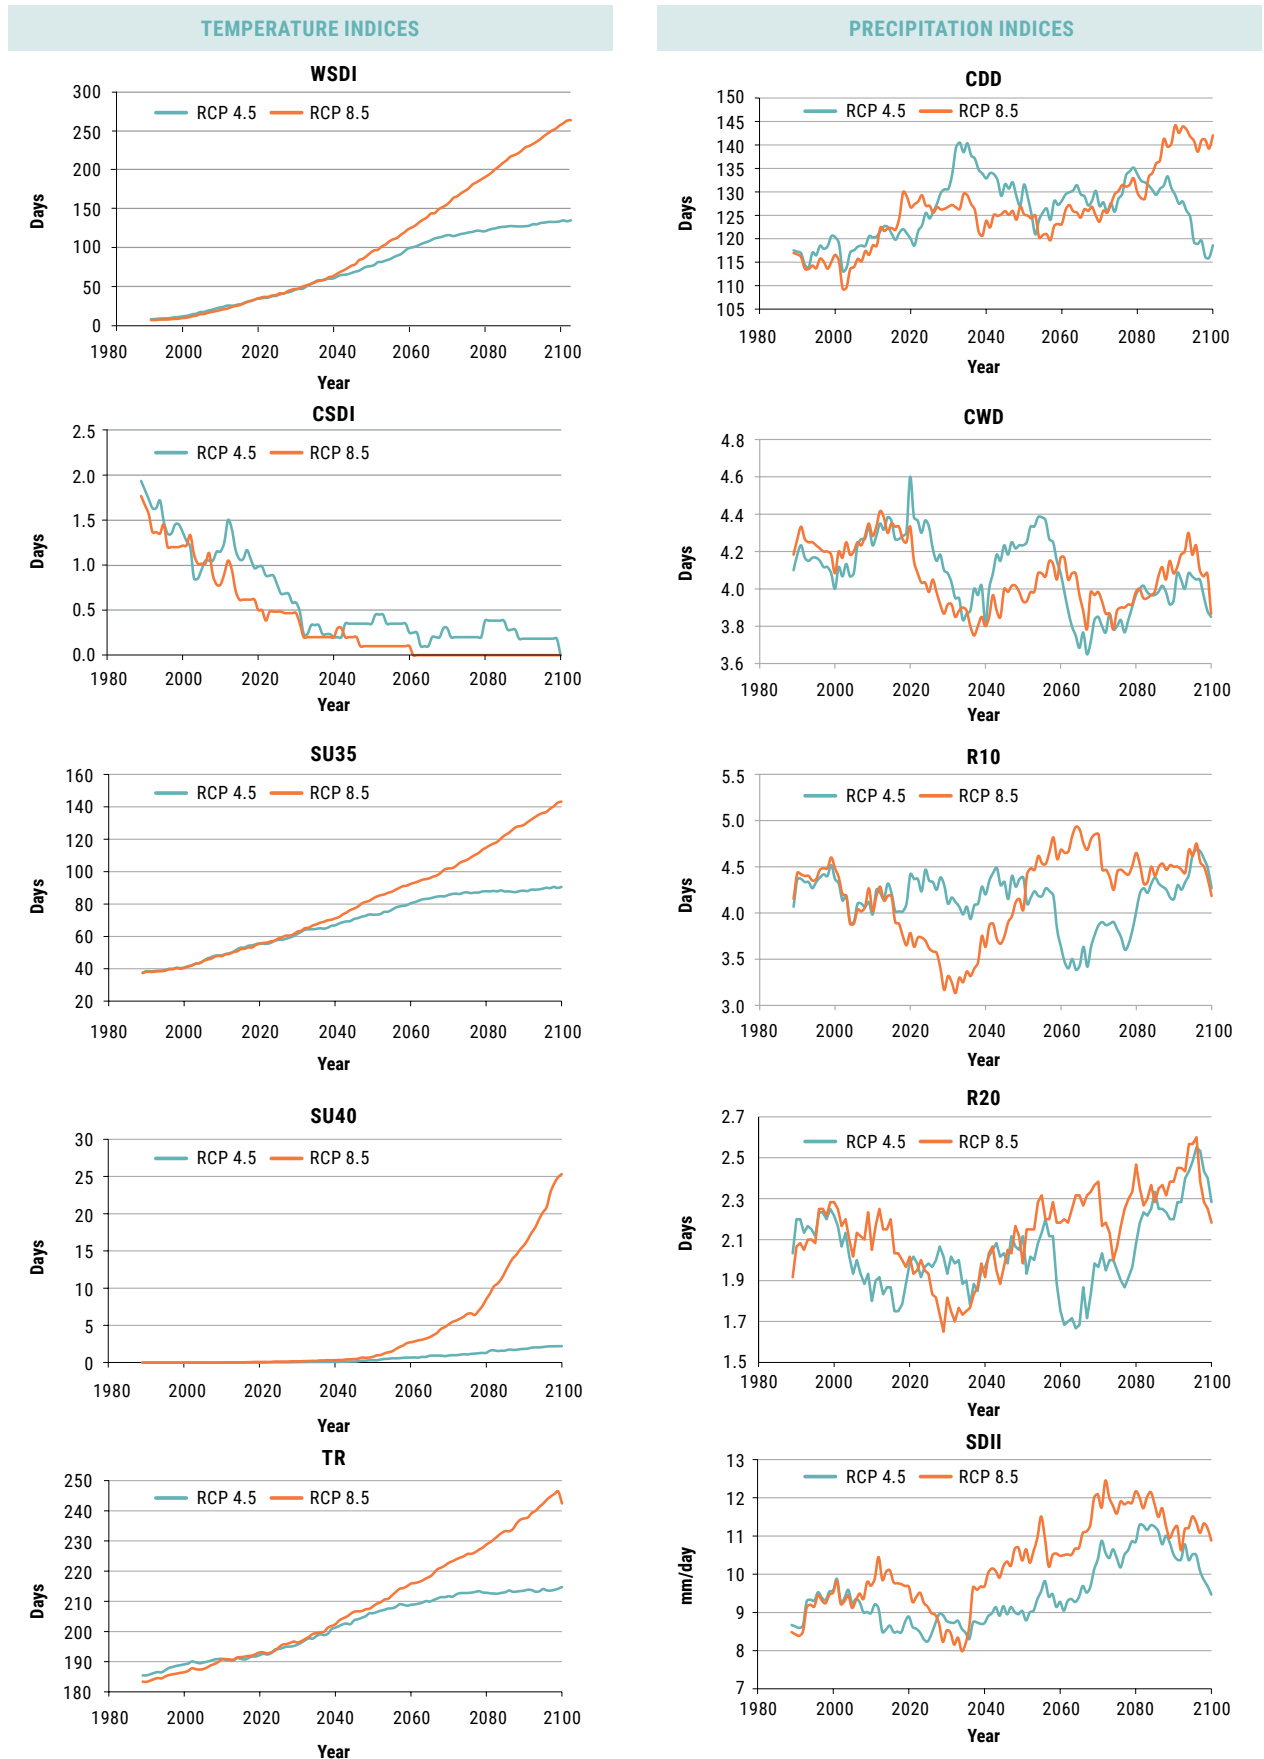 TEMPERATURE INDICES
WSDI
300
250
200
150
100
50
0
Days
RCP 4.5 RCP 8.5
1980 2000 2020 2040 2060 2080 2100
Year
CSDI
2.5
2.0
1.5
1.0
0.5
0.0
Days
RCP 4.5 RCP 8.5
1980 2000 2020 2040 2060 2080 2100
Year
SU35
160
140
120
100
80
60
40
20
Days
RCP 4.5 RCP 8.5
1980 2000 2020 2040 2060 2080 2100
Year
SU40
30
25
20
15
10
5
0
Days
RCP 4.5 RCP 8.5
1980 2000 2020 2040 2060 2080 2100
Year
TR
250
240
230
220
210
200
190
180
Days
RCP 4.5 RCP 8.5
1980 2000 2020 2040 2060 2080 2100
Year
PRECIPITATION INDICES
CDD
150
145
140
135
130
125
120
115
110
105
Days
RCP 4.5 RCP 8.5
1980 2000 2020 2040 2060 2080 2100
Year
CWD
4.8
4.6
4.4
4.2
4.0
3.8
3.6
Days
1980 2000 2020 2040 2060 2080 2100
Year
R10
5.5
5.0
4.5
4.0
3.5
3.0
Days
RCP 4.5 RCP 8.5
1980 2000 2020 2040 2060 2080 2100
Year
R20
2.7
2.5
2.3
2.1
1.9
1.7
1.5
Days
RCP 4.5 RCP 8.5
1980 2000 2020 2040 2060 2080 2100
Year
SDII
13
12
11
10
9
8
7
mm/day
RCP 4.5 RCP 8.5
1980 2000 2020 2040 2060 2080 2100
Year